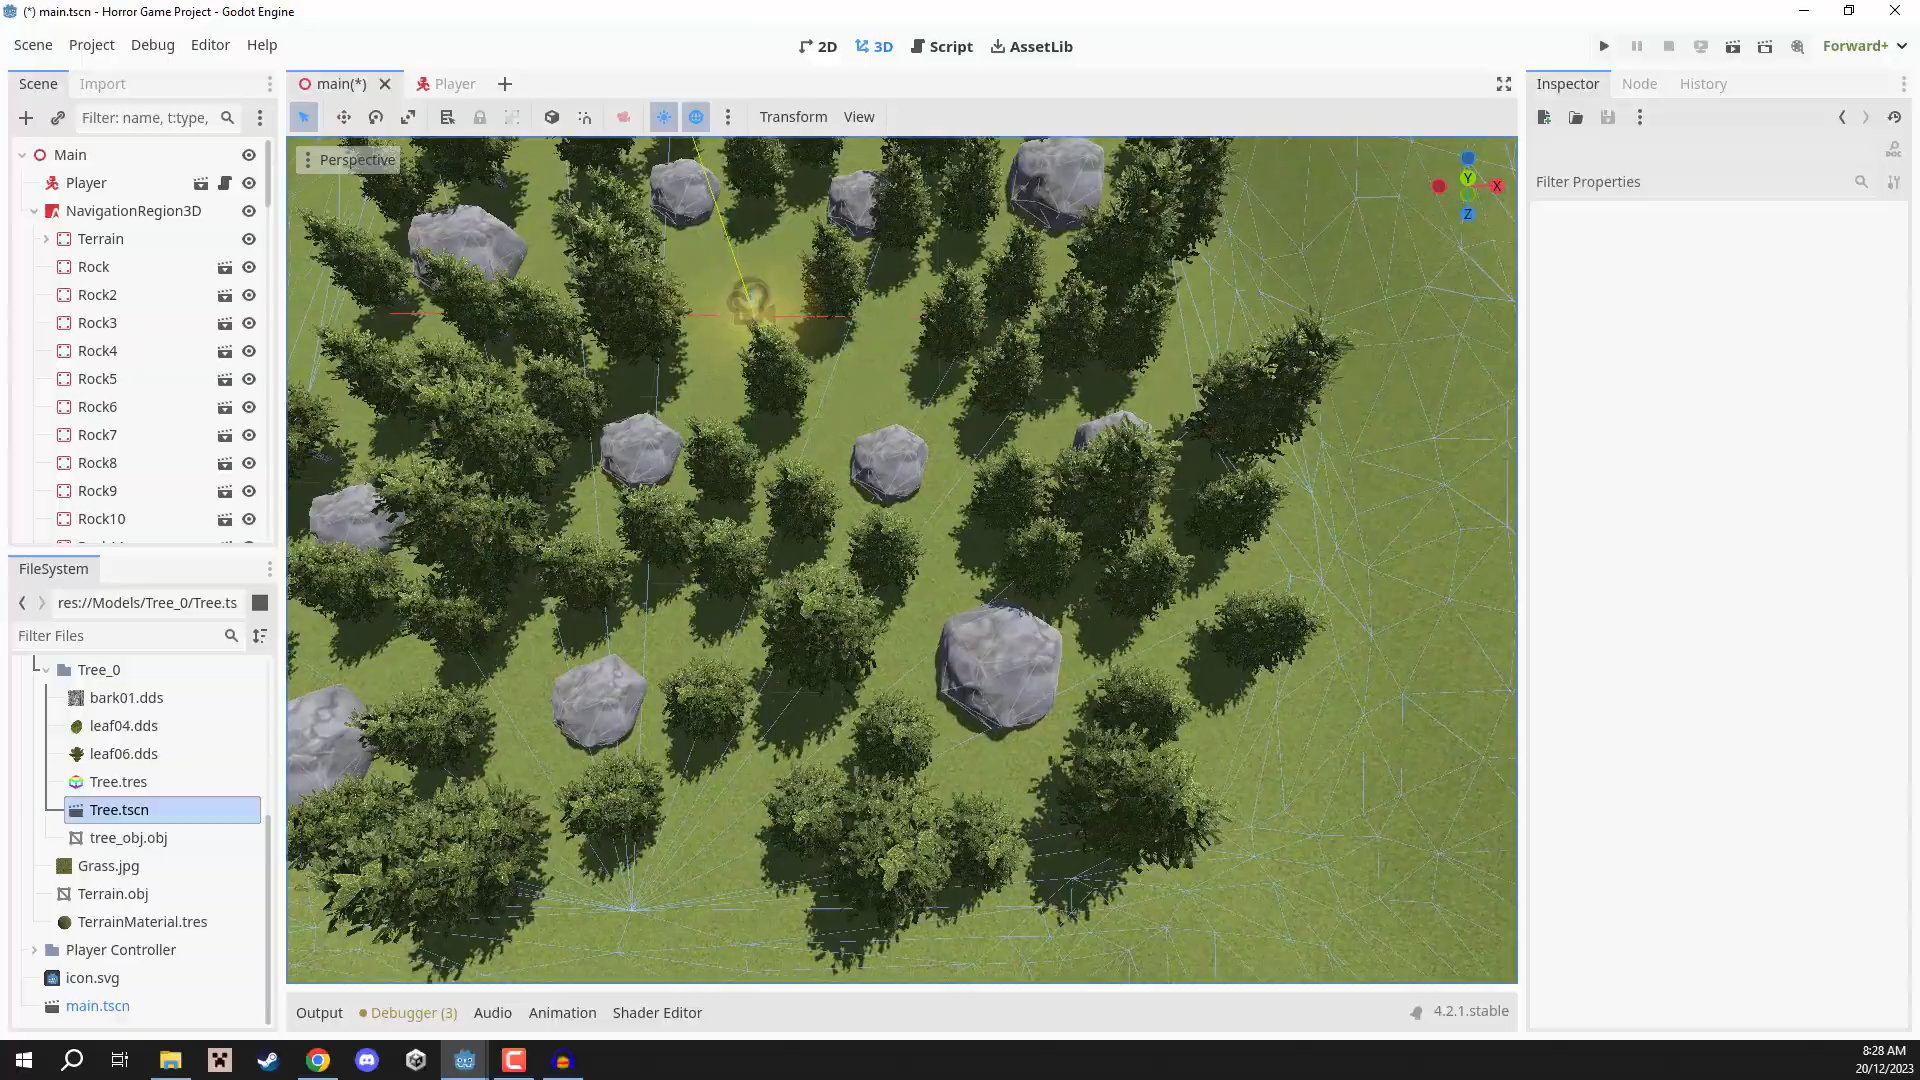 (*) main.tscn - Horror Game Project - Godot Engine
Scene Project Debug Editor Help
2D 3D Script AssetLib
Forward+
Scene Import
main(*) Player
Inspector Node History
Filter: name, t:type,
Transform View
Perspective
Y X Z
DOC
Filter Properties
Main
Player
NavigationRegion3D
Terrain
Rock
Rock2
Rock3
Rock4
Rock5
Rock6
Rock7
Rock8
Rock9
Rock10
FileSystem
res://Models/Tree_0/Tree.ts
Filter Files
Tree_0
bark01.dds
leaf04.dds
leaf06.dds
Tree.tres
Tree.tscn
tree_obj.obj
Grass.jpg
Terrain.obj
TerrainMaterial.tres
Player Controller
icon.svg
main.tscn
Output Debugger (3) Audio Animation Shader Editor
4.2.1.stable
8:28 AM
20/12/2023